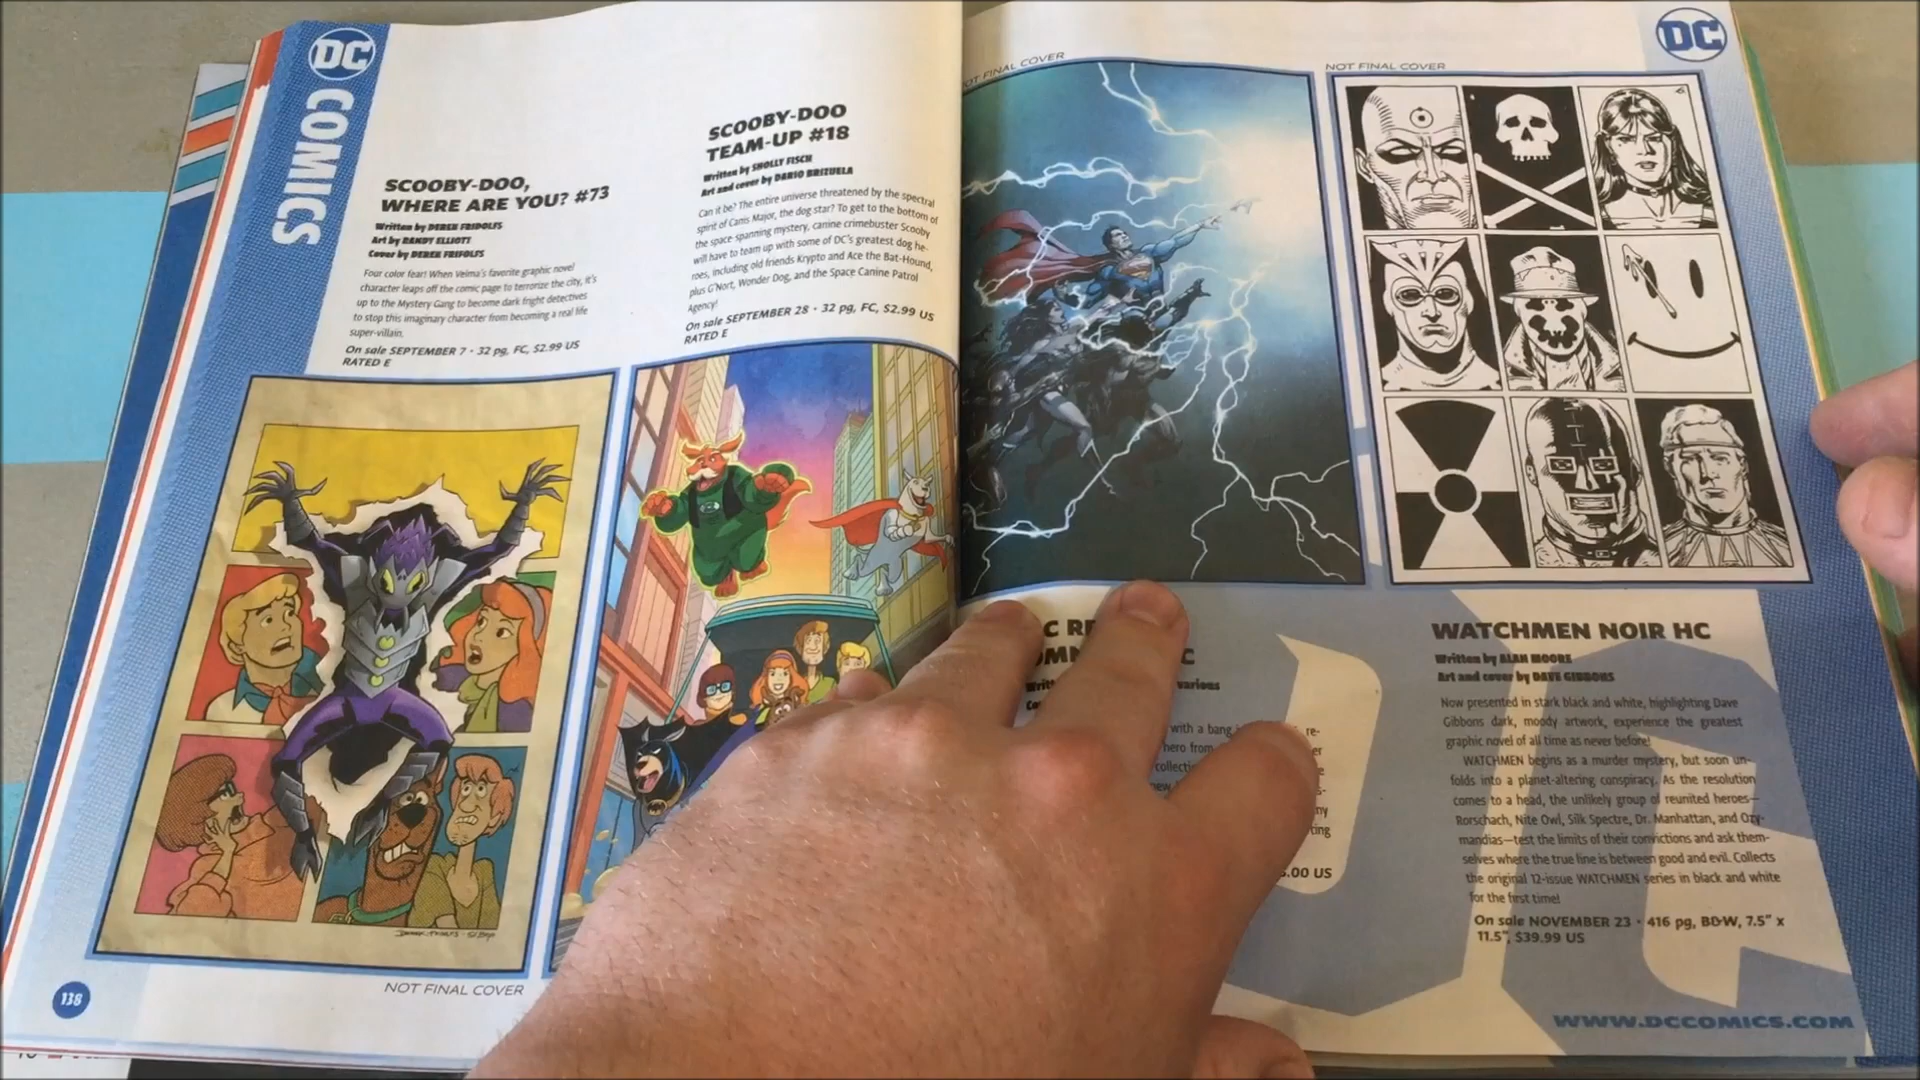 DC
COMICS
SCOOBY-DOO,
WHERE ARE YOU? #73
Written by DEREK FRIDOLFS
Art by RANDY ELLIOTT
Cover by DEREK FRIFOLFS
Four color fear! When Velma's favorite graphic novel
character leaps off the comic page to terrorize the city, it's
up to the Mystery Gang to become dark fright detectives
to stop this imaginary character from becoming a real life
super-villain.
On sale SEPTEMBER 7 • 32 pg, FC, $2.99 US
RATED E
NOT FINAL COVER
138
SCOOBY-DOO
TEAM-UP #18
Written by SHOLLY FISCH
Art and cover by DARIO BRIZUELA
Can it be? The entire universe threatened by the spectral
spirit of Canis Major, the dog star? To get to the bottom of
the space-spanning mystery, canine crimebuster Scooby
will have to team up with some of DC's greatest dog he-
roes, including old friends Krypto and Ace the Bat-Hound,
plus G'Nort, Wonder Dog, and the Space Canine Patrol
Agency!
On sale SEPTEMBER 28 • 32 pg, FC, $2.99 US
RATED E
FINAL COVER
various
with a bang
hero from
.00 US
DC
NOT FINAL COVER
WATCHMEN NOIR HC
Written by ALAN MOORE
Art and cover by DAVE GIBBONS
Now presented in stark black and white, highlighting Dave
Gibbons dark, moody artwork, experience the greatest
graphic novel of all time as never before!
WATCHMEN begins as a murder mystery, but soon un-
folds into a planet-altering conspiracy. As the resolution
comes to a head, the unlikely group of reunited heroes—
Rorschach, Nite Owl, Silk Spectre, Dr. Manhattan, and Ozy-
mandias—test the limits of their convictions and ask them-
selves where the true line is between good and evil. Collects
the original 12-issue WATCHMEN series in black and white
for the first time!
On sale NOVEMBER 23 • 416 pg, B&W, 7.5" x
11.5", $39.99 US
WWW.DCCOMICS.COM